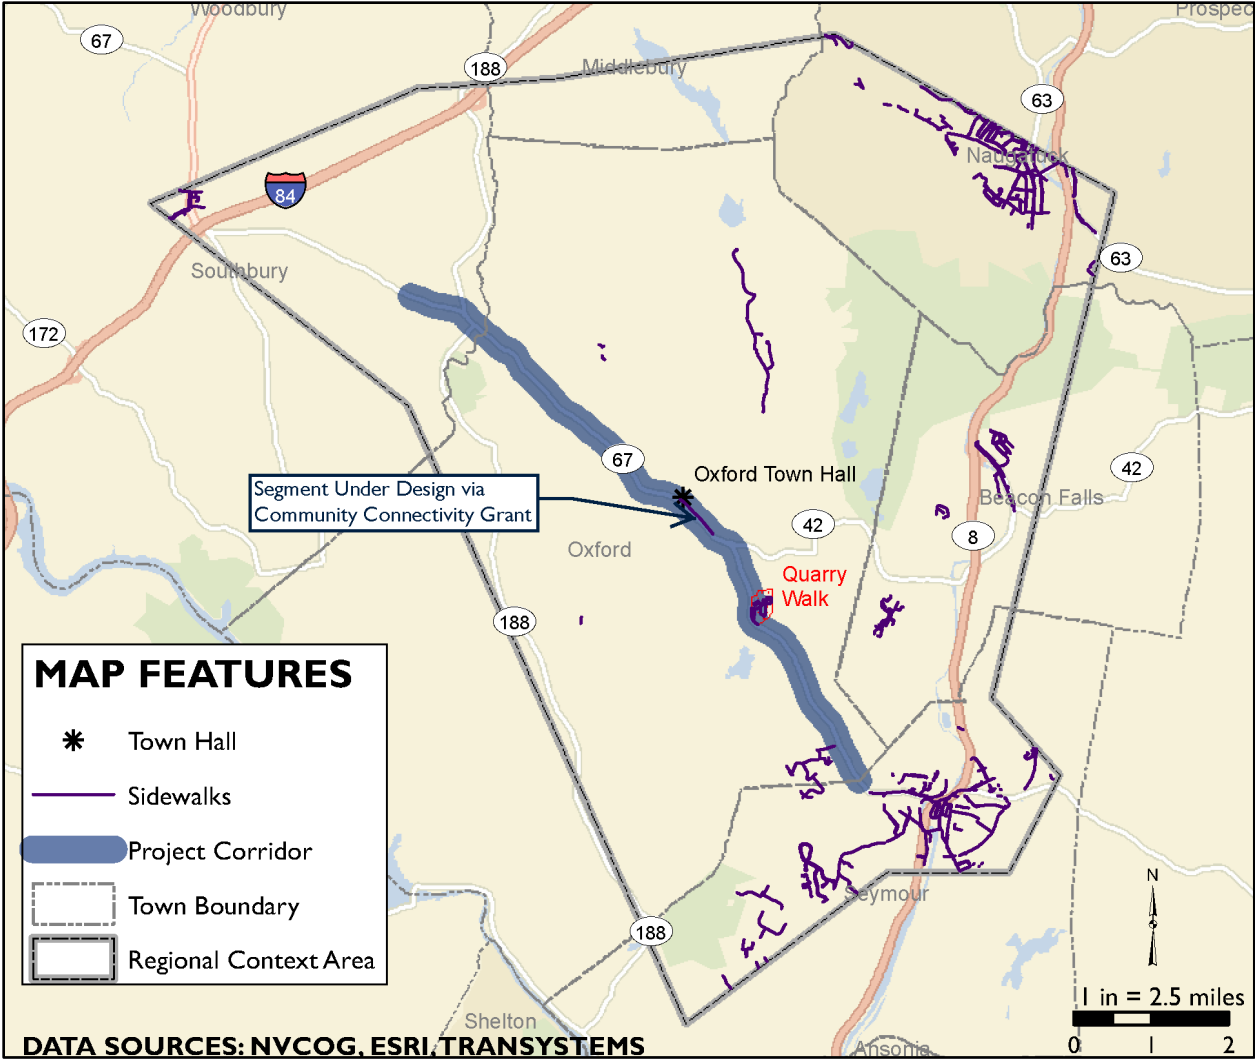 Woodbury
Prospec
67
188
Middlebury
63
Naugatuck
84
63
Southbury
172
67
Oxford Town Hall
42
Segment Under Design via
Community Connectivity Grant
Beacon Falls
42
8
Oxford
Quarry
Walk
188
MAP FEATURES
Town Hall
Sidewalks
Project Corridor
Town Boundary
Regional Context Area
Seymour
188
N
1 in = 2.5 miles
0 1 2
Shelton
Ansonia
DATA SOURCES: NVCOG, ESRI, TRANSYSTEMS